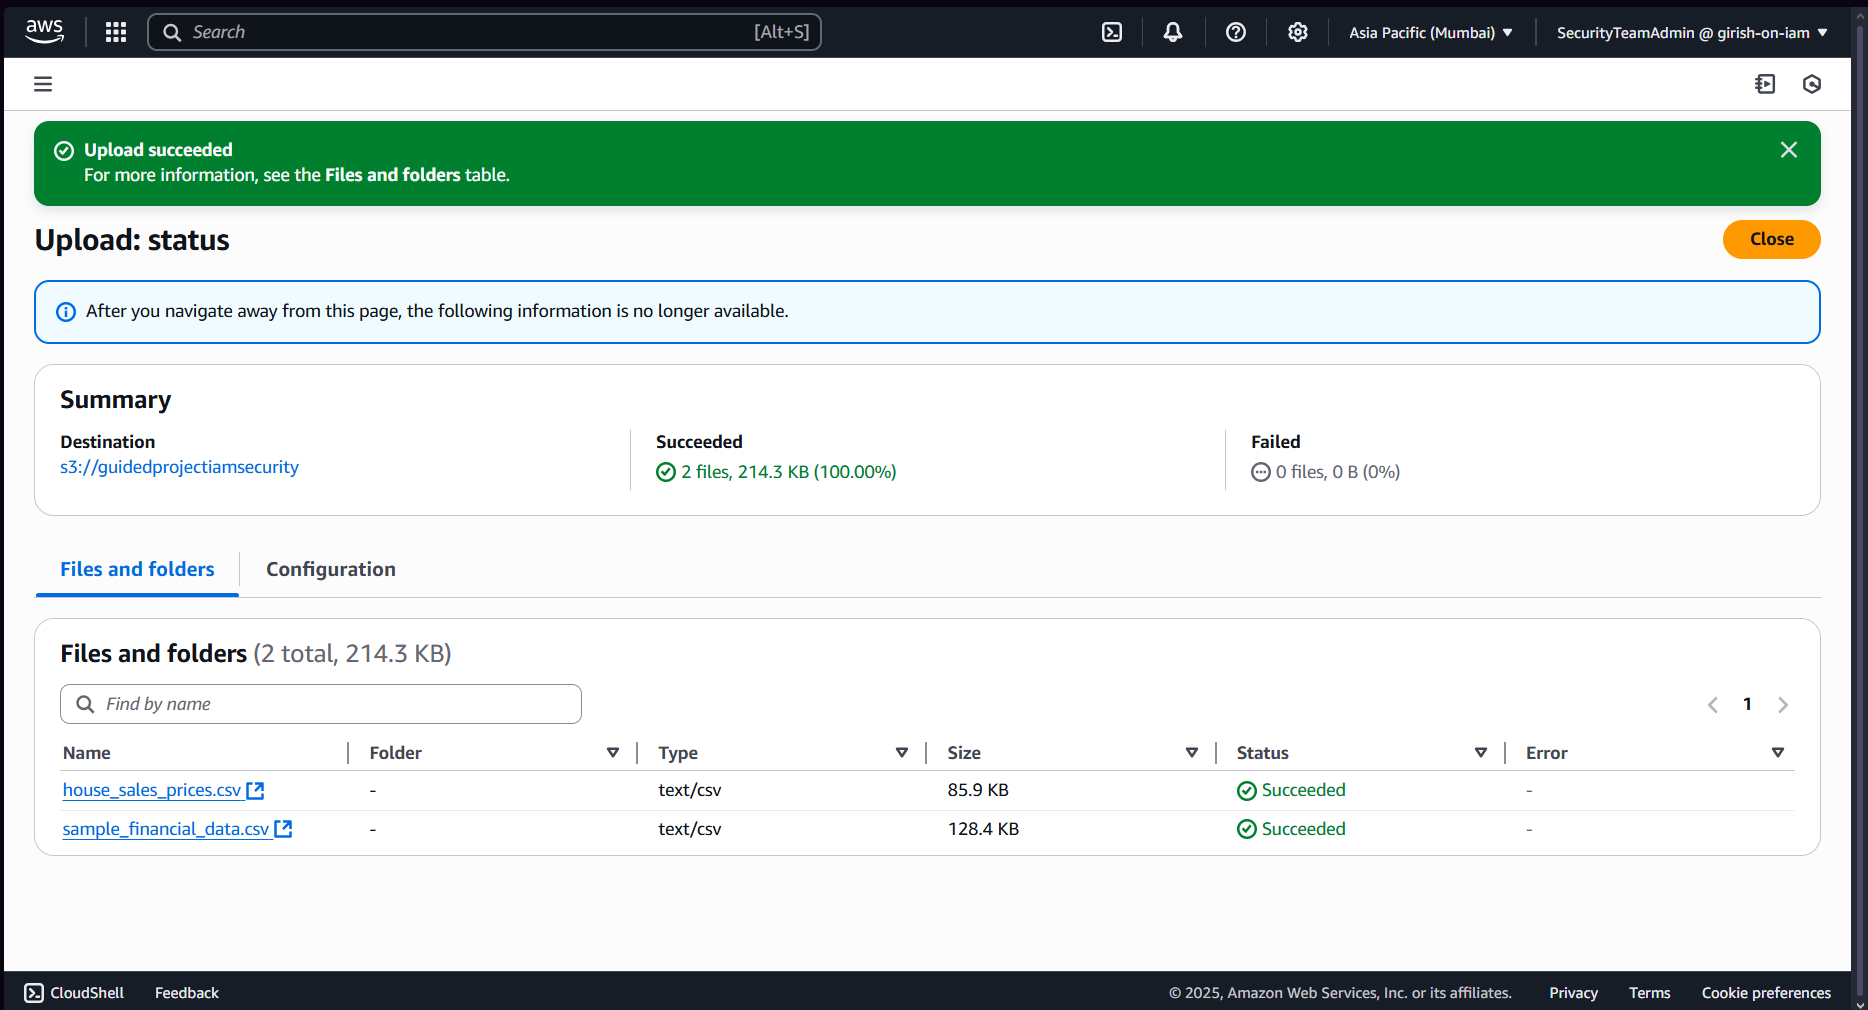 aws
Search [Alt+S]
Asia Pacific (Mumbai) SecurityTeamAdmin @ girish-on-iam
Upload succeeded
For more information, see the Files and folders table.
Upload: status
Close
After you navigate away from this page, the following information is no longer available.
Summary
Destination Succeeded Failed
s3://guidedprojectiamsecurity 2 files, 214.3 KB (100.00%) 0 files, 0 B (0%)
Files and folders Configuration
Files and folders (2 total, 214.3 KB)
Find by name
1
Name Folder Type Size Status Error
house_sales_prices.csv - text/csv 85.9 KB Succeeded -
sample_financial_data.csv - text/csv 128.4 KB Succeeded -
CloudShell Feedback © 2025, Amazon Web Services, Inc. or its affiliates. Privacy Terms Cookie preferences